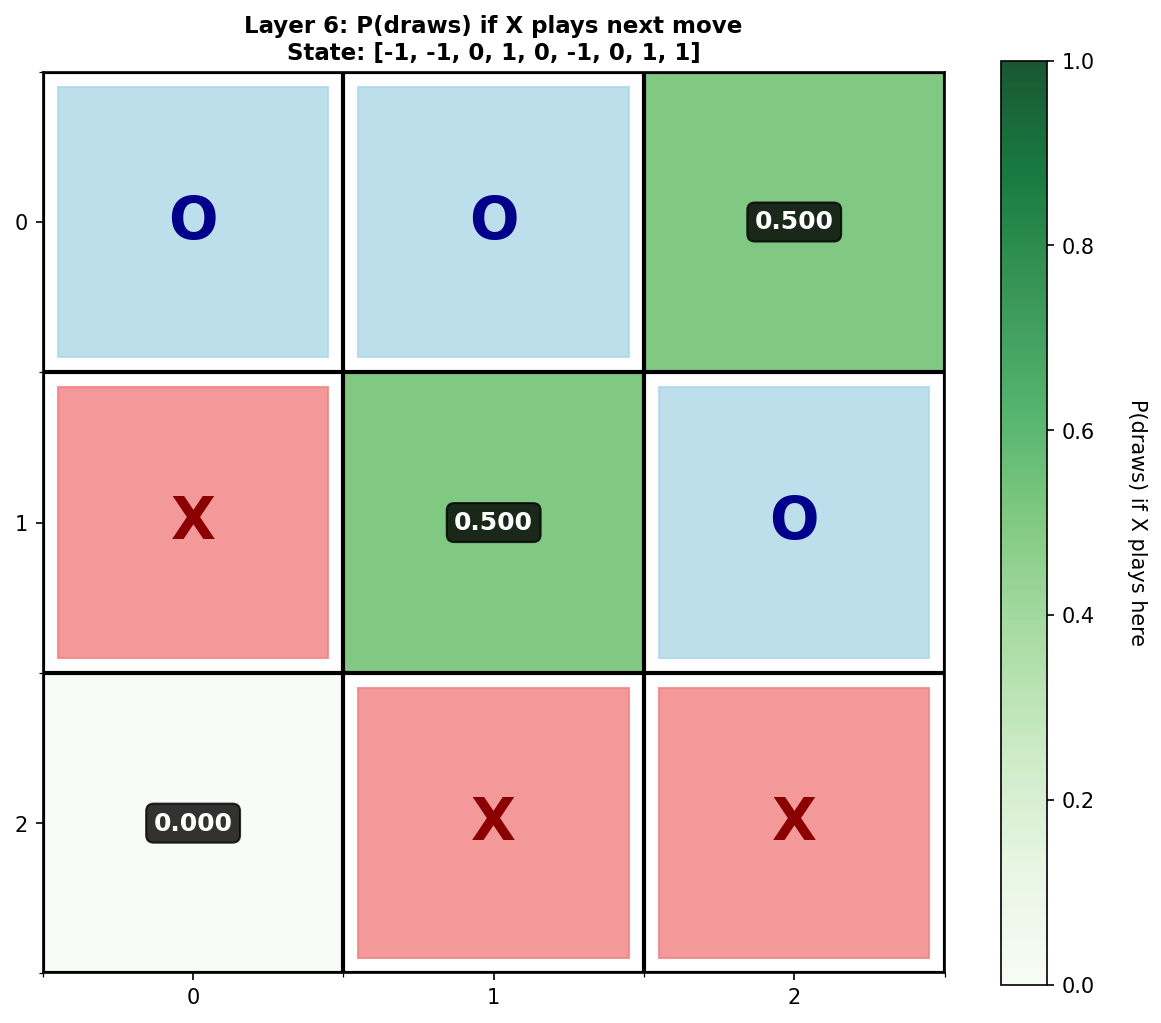 Layer 6: P(draws) if X plays next move
State: [-1, -1, 0, 1, 0, -1, 0, 1, 1]
0
O
O
0.500
1
X
0.500
O
2
0.000
X
X
0
1
2
1.0
0.8
0.6
0.4
0.2
0.0
P(draws) if X plays here